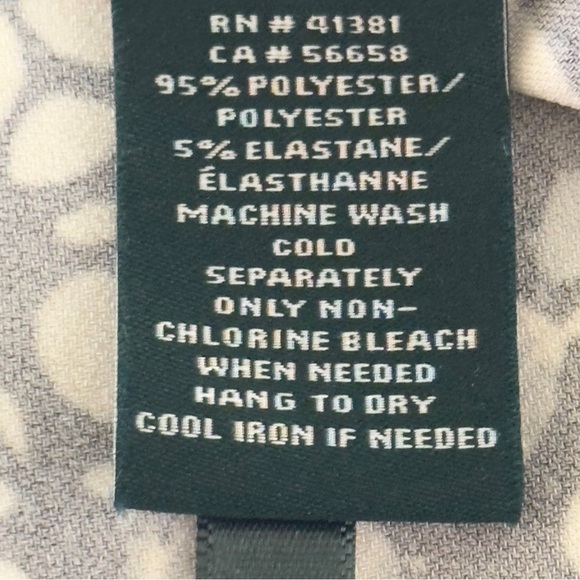 RN # 41381
CA # 56658
95% POLYESTER/
POLYESTER
5% ELASTANE/
ÉLASTHANNE
MACHINE WASH
COLD
SEPARATELY
ONLY NON-
CHLORINE BLEACH
WHEN NEEDED
HANG TO DRY
COOL IRON IF NEEDED